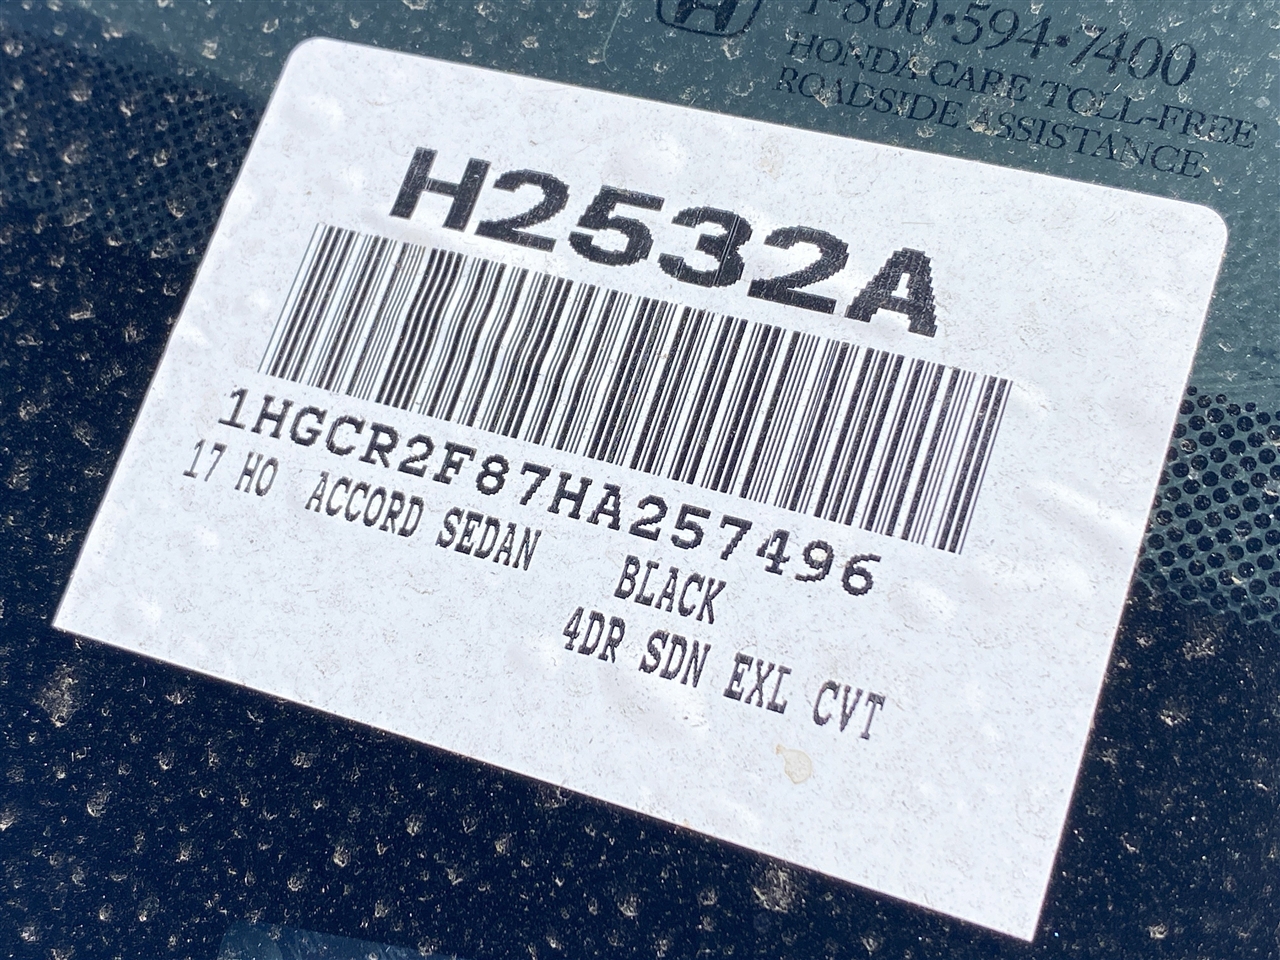 1-800-594-7400
HONDA CARE TOLL-FREE
ROADSIDE ASSISTANCE
H2532A
1HGCR2F87HA257496
17 HO ACCORD SEDAN BLACK
4DR SDN EXL CVT